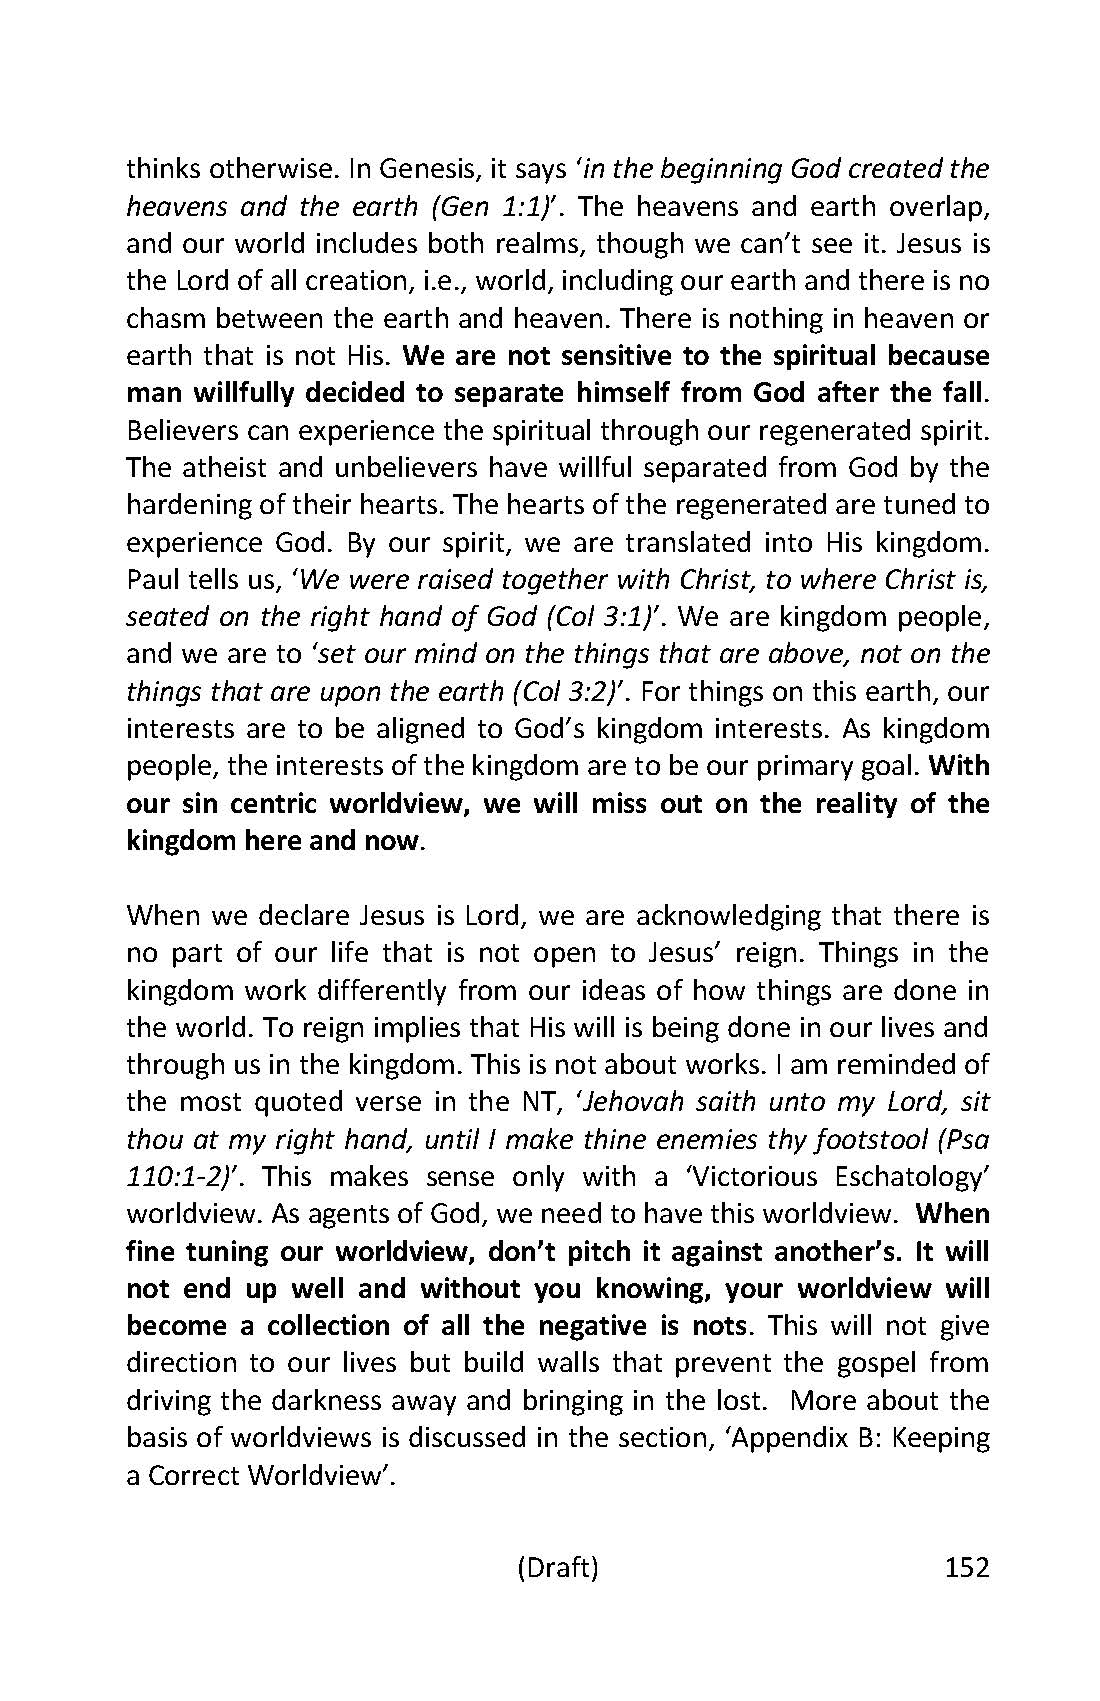 thinks otherwise. In Genesis, it says ‘in the beginning God created the
heavens and the earth (Gen 1:1)’. The heavens and earth overlap,
and our world includes both realms, though we can’t see it. Jesus is
the Lord of all creation, i.e., world, including our earth and there is no
chasm between the earth and heaven. There is nothing in heaven or
earth that is not His. We are not sensitive to the spiritual because
man willfully decided to separate himself from God after the fall.
Believers can experience the spiritual through our regenerated spirit.
The atheist and unbelievers have willful separated from God by the
hardening of their hearts. The hearts of the regenerated are tuned to
experience God. By our spirit, we are translated into His kingdom.
Paul tells us, ‘We were raised together with Christ, to where Christ is,
seated on the right hand of God (Col 3:1)’. We are kingdom people,
and we are to ‘set our mind on the things that are above, not on the
things that are upon the earth (Col 3:2)’. For things on this earth, our
interests are to be aligned to God’s kingdom interests. As kingdom
people, the interests of the kingdom are to be our primary goal. With
our sin centric worldview, we will miss out on the reality of the
kingdom here and now.
When we declare Jesus is Lord, we are acknowledging that there is
no part of our life that is not open to Jesus’ reign. Things in the
kingdom work differently from our ideas of how things are done in
the world. To reign implies that His will is being done in our lives and
through us in the kingdom. This is not about works. I am reminded of
the most quoted verse in the NT, ‘Jehovah saith unto my Lord, sit
thou at my right hand, until I make thine enemies thy footstool (Psa
110:1-2)’. This makes sense only with a ‘Victorious Eschatology’
worldview. As agents of God, we need to have this worldview. When
fine tuning our worldview, don’t pitch it against another’s. It will
not end up well and without you knowing, your worldview will
become a collection of all the negative is nots. This will not give
direction to our lives but build walls that prevent the gospel from
driving the darkness away and bringing in the lost. More about the
basis of worldviews is discussed in the section, ‘Appendix B: Keeping
a Correct Worldview’.
(Draft) 152